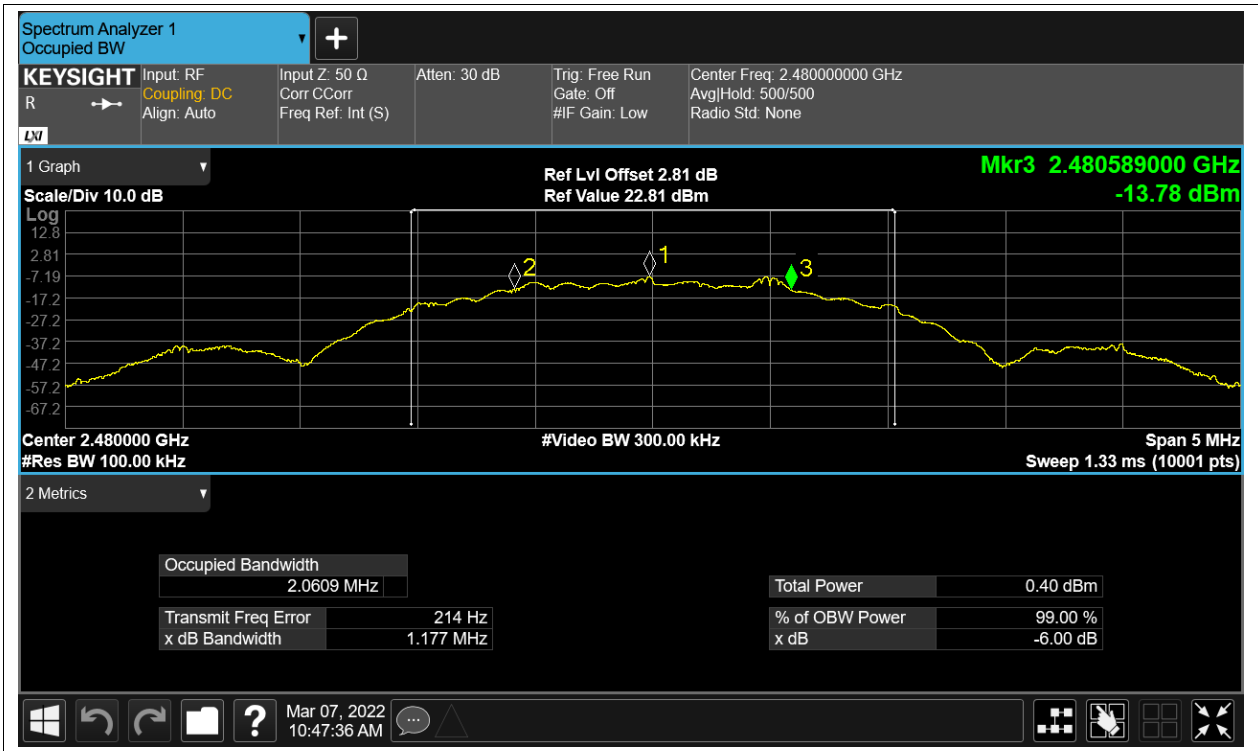 Spectrum Analyzer 1
Occupied BW
KEYSIGHT
R
LXI
Input: RF
Coupling: DC
Align: Auto
Input Z: 50 Ω
Corr CCorr
Freq Ref: Int (S)
Atten: 30 dB
Trig: Free Run
Gate: Off
#IF Gain: Low
Center Freq: 2.480000000 GHz
Avg|Hold: 500/500
Radio Std: None
1 Graph
Scale/Div 10.0 dB
Ref Lvl Offset 2.81 dB
Ref Value 22.81 dBm
Mkr3 2.480589000 GHz
-13.78 dBm
Log
12.8
2.81
-7.19
-17.2
-27.2
-37.2
-47.2
-57.2
-67.2
2
1
3
Center 2.480000 GHz
#Res BW 100.00 kHz
#Video BW 300.00 kHz
Span 5 MHz
Sweep 1.33 ms (10001 pts)
2 Metrics
Occupied Bandwidth
2.0609 MHz
Transmit Freq Error 214 Hz
x dB Bandwidth 1.177 MHz
Total Power 0.40 dBm
% of OBW Power 99.00 %
x dB -6.00 dB
?
Mar 07, 2022
10:47:36 AM